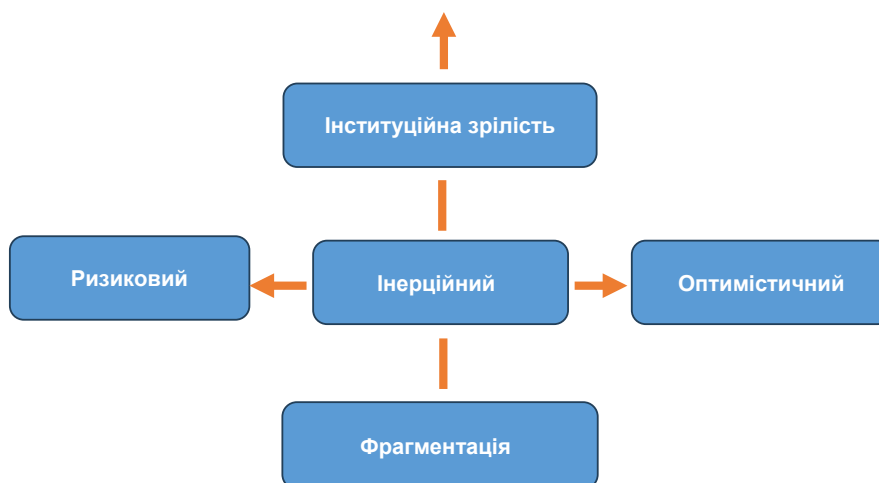 Інституційна зрілість
Ризиковий
Інерційний
Оптимістичний
Фрагментація